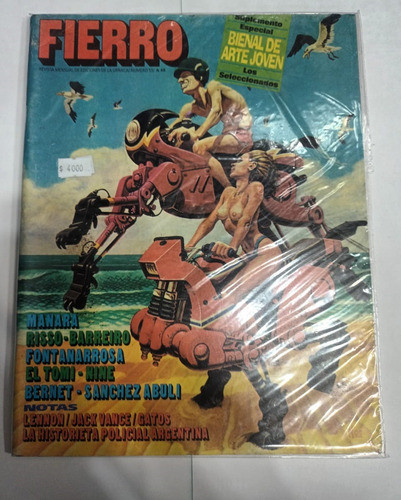 FIERRO
Suplemento
Especial
BIENAL DE
ARTE JOVEN
Los
Seleccionados
$ 4000
MANARA
RISSO-BARREIRO
FONTANARROSA
EL TOMI - NINE
BERNET - SANCHEZ ABULI
NOTAS
LENNON/JACK VANCE/GATOS
LA HISTORIETA POLICIAL ARGENTINA